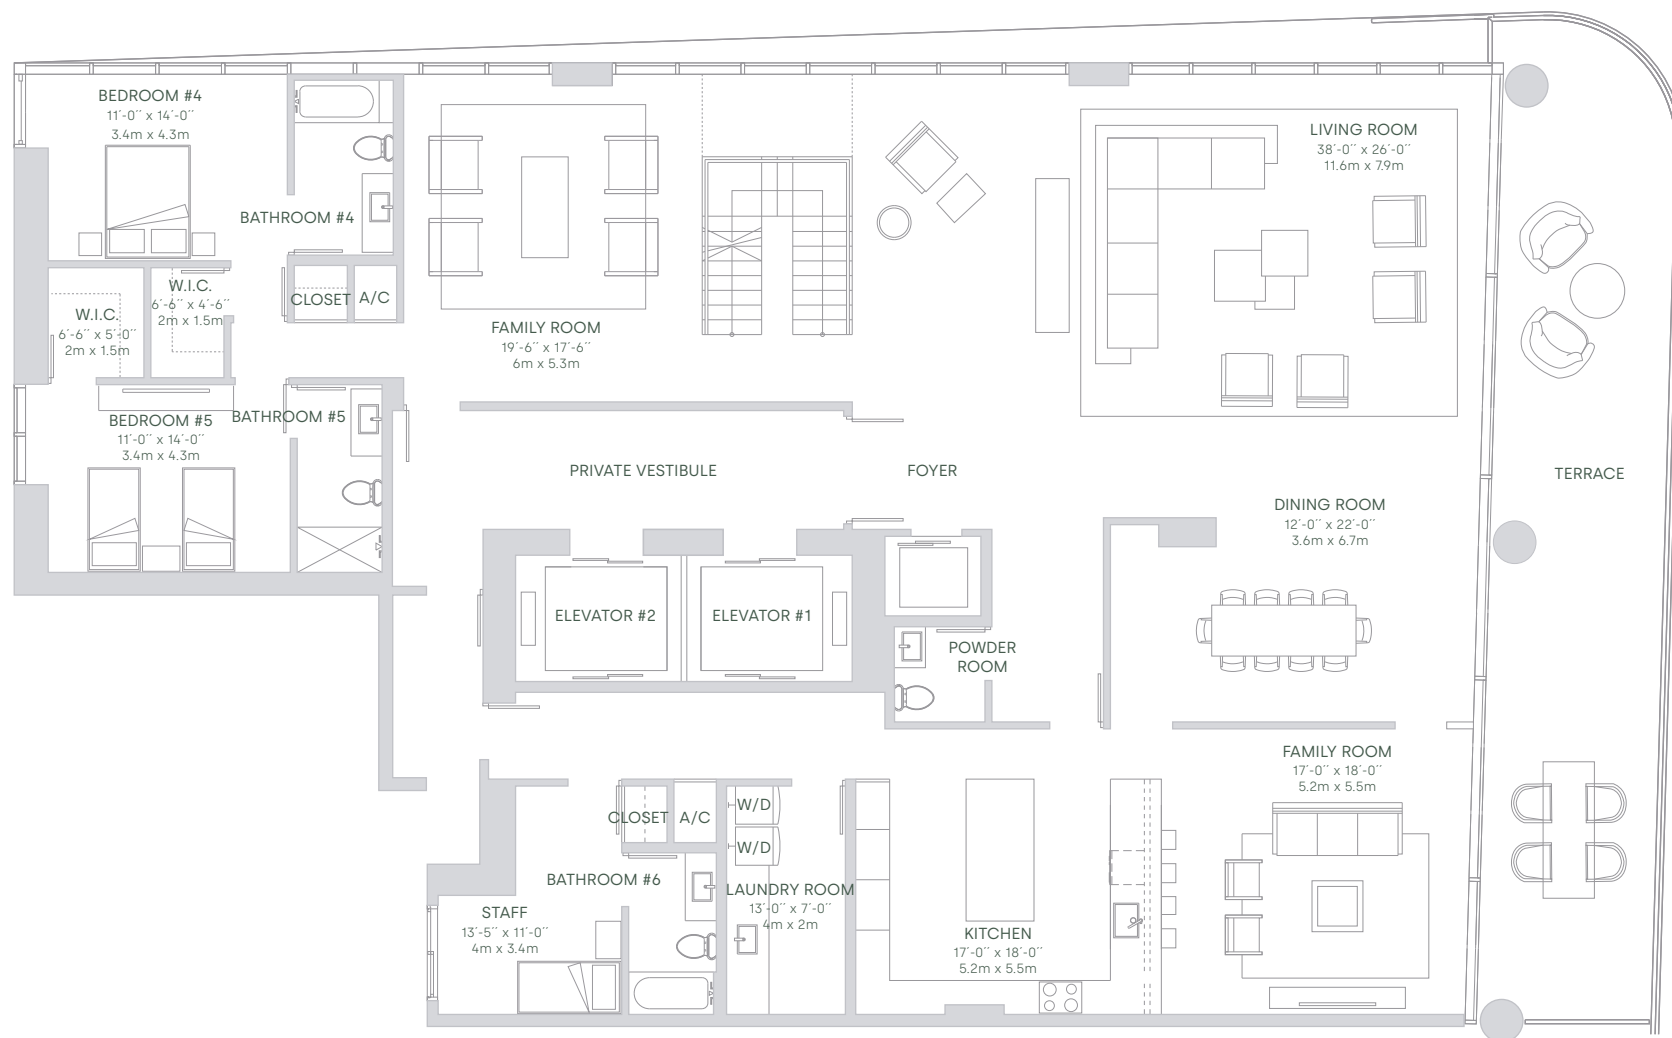 BEDROOM #4
11´-0´´ x 14´-0´´
3.4m x 4.3m
BATHROOM #4
W.I.C.
6´-6´´ x 4´-6´´
2m x 1.5m
CLOSET
A/C
W.I.C.
6´-6´´ x 5´-0´´
2m x 1.5m
BEDROOM #5
11´-0´´ x 14´-0´´
3.4m x 4.3m
BATHROOM #5
FAMILY ROOM
19´-6´´ x 17´-6´´
6m x 5.3m
LIVING ROOM
38´-0´´ x 26´-0´´
11.6m x 7.9m
PRIVATE VESTIBULE
FOYER
TERRACE
DINING ROOM
12´-0´´ x 22´-0´´
3.6m x 6.7m
ELEVATOR #2
ELEVATOR #1
POWDER
ROOM
FAMILY ROOM
17´-0´´ x 18´-0´´
5.2m x 5.5m
CLOSET
A/C
W/D
W/D
BATHROOM #6
LAUNDRY ROOM
13´-0´´ x 7´-0´´
4m x 2m
STAFF
13´-5´´ x 11´-0´´
4m x 3.4m
KITCHEN
17´-0´´ x 18´-0´´
5.2m x 5.5m